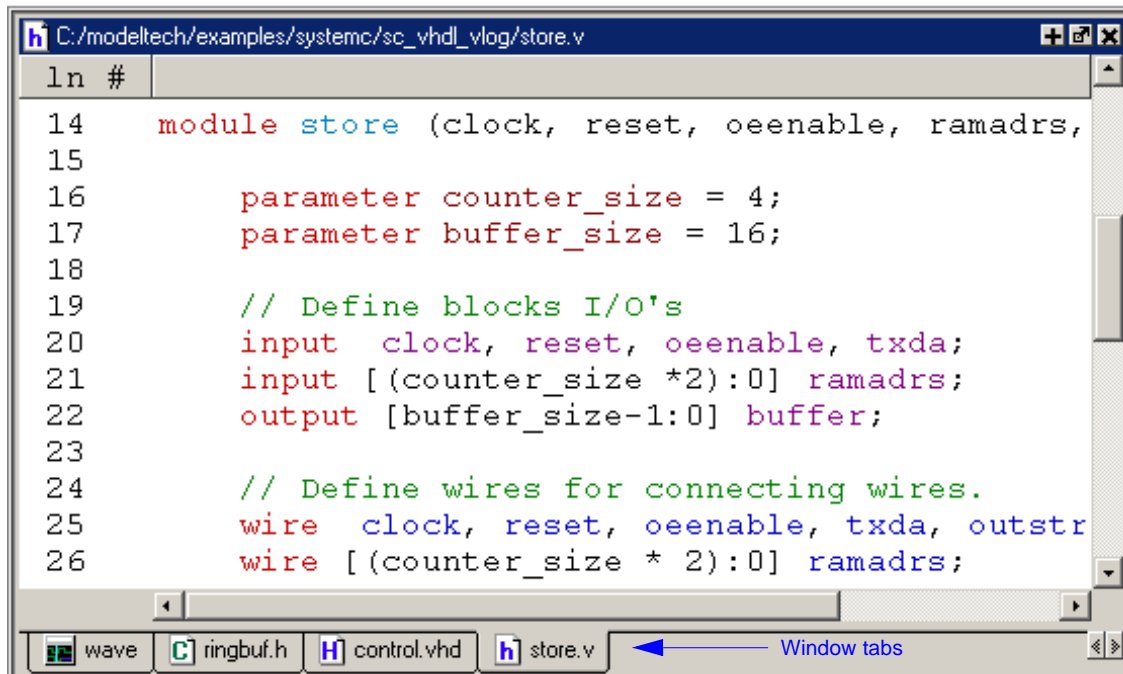 C:/modeltech/examples/systemc/sc_vhdl_vlog/store.v
ln #
14 module store (clock, reset, oeenable, ramadrs,
15
16 parameter counter_size = 4;
17 parameter buffer_size = 16;
18
19 // Define blocks I/O's
20 input  clock, reset, oeenable, txda;
21 input [(counter_size *2):0] ramadrs;
22 output [buffer_size-1:0] buffer;
23
24 // Define wires for connecting wires.
25 wire  clock, reset, oeenable, txda, outstr
26 wire [(counter_size * 2):0] ramadrs;
wave ringbuf.h control.vhd store.v Window tabs